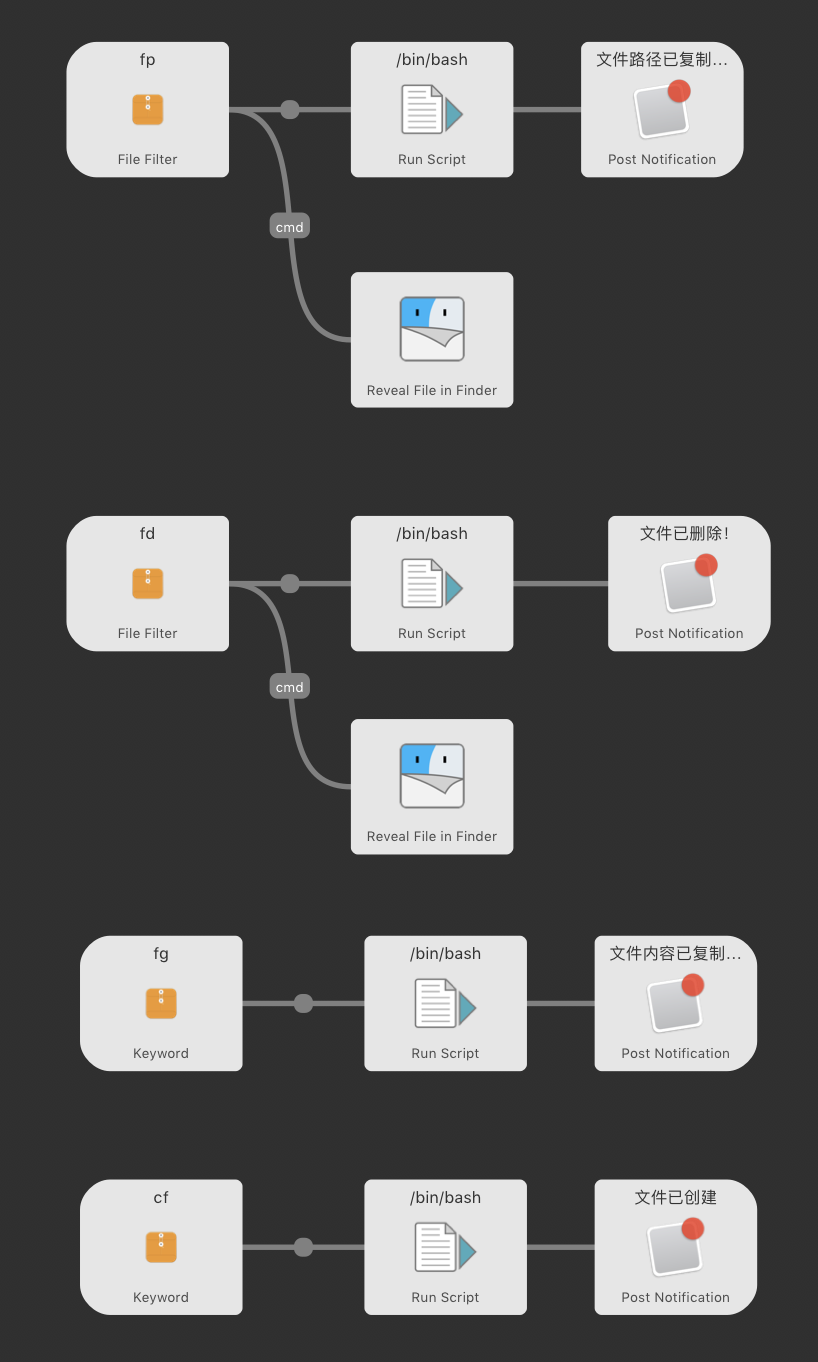 fp
File Filter
/bin/bash
Run Script
文件路径已复制...
Post Notification
cmd
Reveal File in Finder
fd
File Filter
/bin/bash
Run Script
文件已删除!
Post Notification
cmd
Reveal File in Finder
fg
Keyword
/bin/bash
Run Script
文件内容已复制...
Post Notification
cf
Keyword
/bin/bash
Run Script
文件已创建
Post Notification